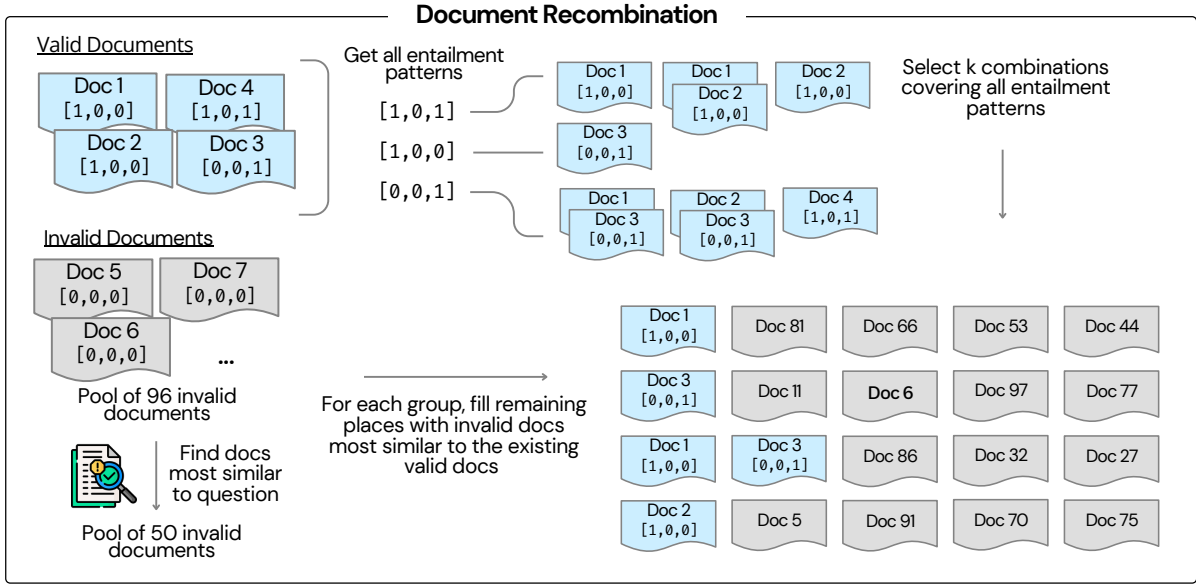 Document Recombination
Valid Documents
Doc 1
[1,0,0]
Doc 4
[1,0,1]
Doc 2
[1,0,0]
Doc 3
[0,0,1]
Invalid Documents
Doc 5
[0,0,0]
Doc 7
[0,0,0]
Doc 6
[0,0,0]
...
Pool of 96 invalid
documents
Find docs
most similar
to question
Pool of 50 invalid
documents
Get all entailment
patterns
[1,0,1]
[1,0,0]
[0,0,1]
Doc 1
[1,0,0]
Doc 1
Doc 2
[1,0,0]
Doc 2
[1,0,0]
Doc 3
[0,0,1]
Doc 1
Doc 3
[0,0,1]
Doc 2
Doc 3
[0,0,1]
Doc 4
[1,0,1]
Select k combinations
covering all entailment
patterns
For each group, fill remaining
places with invalid docs
most similar to the existing
valid docs
Doc 1
[1,0,0]
Doc 81
Doc 66
Doc 53
Doc 44
Doc 3
[0,0,1]
Doc 11
Doc 6
Doc 97
Doc 77
Doc 1
[1,0,0]
Doc 3
[0,0,1]
Doc 86
Doc 32
Doc 27
Doc 2
[1,0,0]
Doc 5
Doc 91
Doc 70
Doc 75